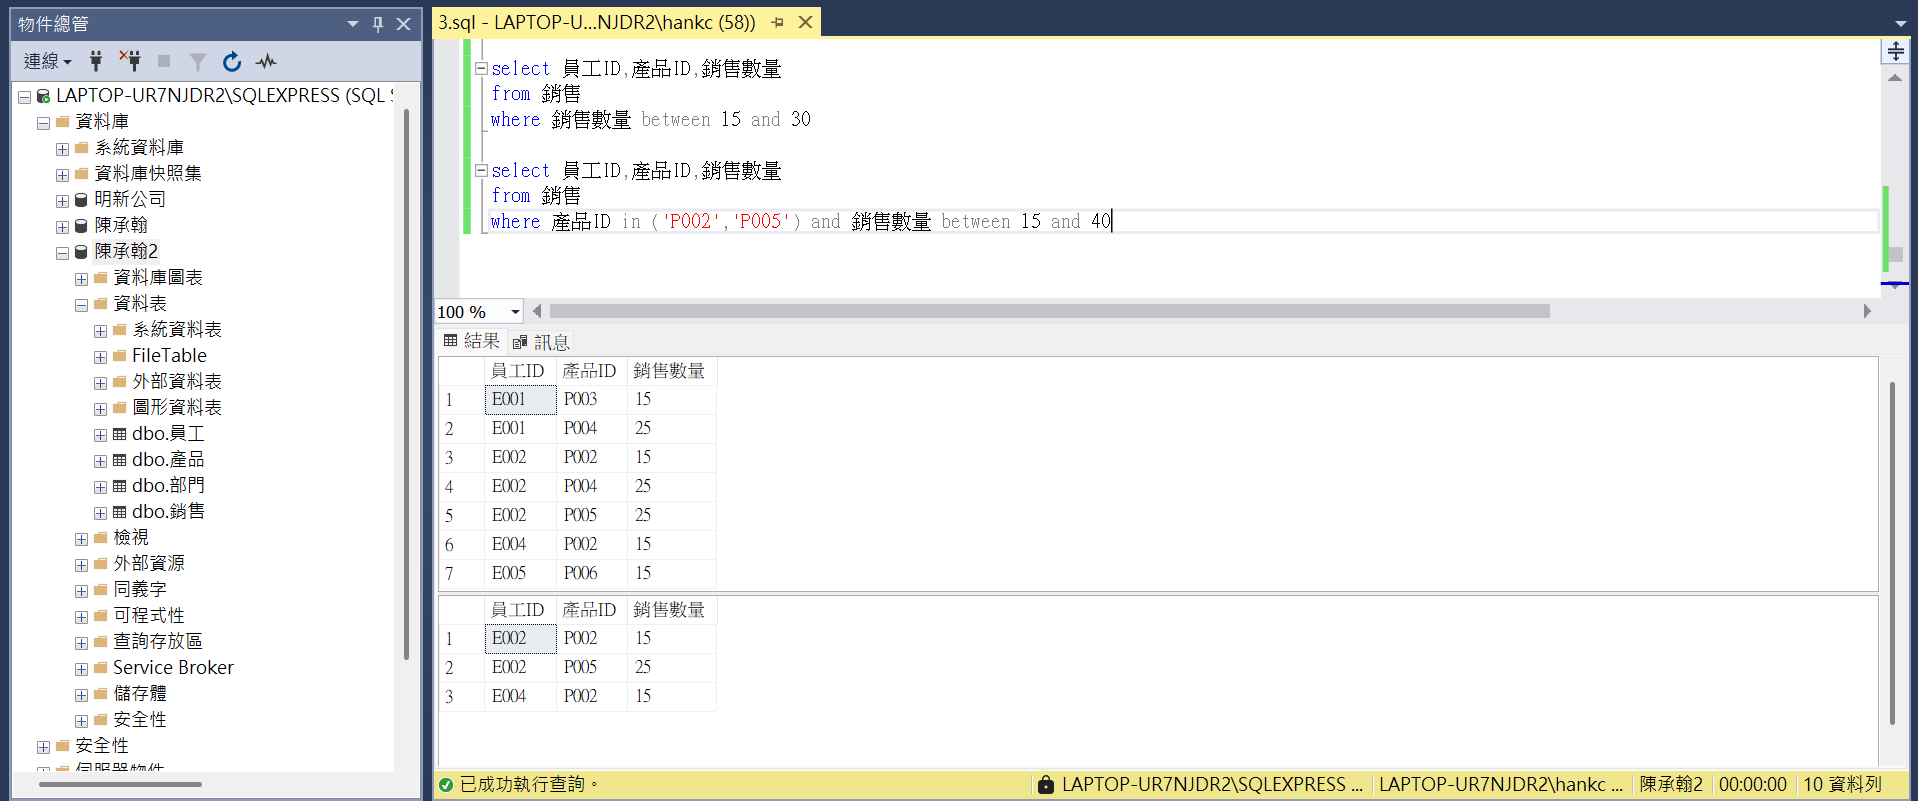 物件總管
連線
LAPTOP-UR7NJDR2\SQLEXPRESS (SQL S
資料庫
系統資料庫
資料庫快照集
明新公司
陳承翰
陳承翰2
資料庫圖表
資料表
系統資料表
FileTable
外部資料表
圖形資料表
dbo.員工
dbo.產品
dbo.部門
dbo.銷售
檢視
外部資源
同義字
可程式性
查詢存放區
Service Broker
儲存體
安全性
安全性
伺服器物件
3.sql - LAPTOP-U...NJDR2\hankc (58))
select 員工ID,產品ID,銷售數量
from 銷售
where 銷售數量 between 15 and 30
select 員工ID,產品ID,銷售數量
from 銷售
where 產品ID in ('P002','P005') and 銷售數量 between 15 and 40
100 %
結果 訊息
員工ID 產品ID 銷售數量
1 E001 P003 15
2 E001 P004 25
3 E002 P002 15
4 E002 P004 25
5 E002 P005 25
6 E004 P002 15
7 E005 P006 15
員工ID 產品ID 銷售數量
1 E002 P002 15
2 E002 P005 25
3 E004 P002 15
已成功執行查詢。 LAPTOP-UR7NJDR2\SQLEXPRESS ... LAPTOP-UR7NJDR2\hankc ... 陳承翰2 00:00:00 10 資料列